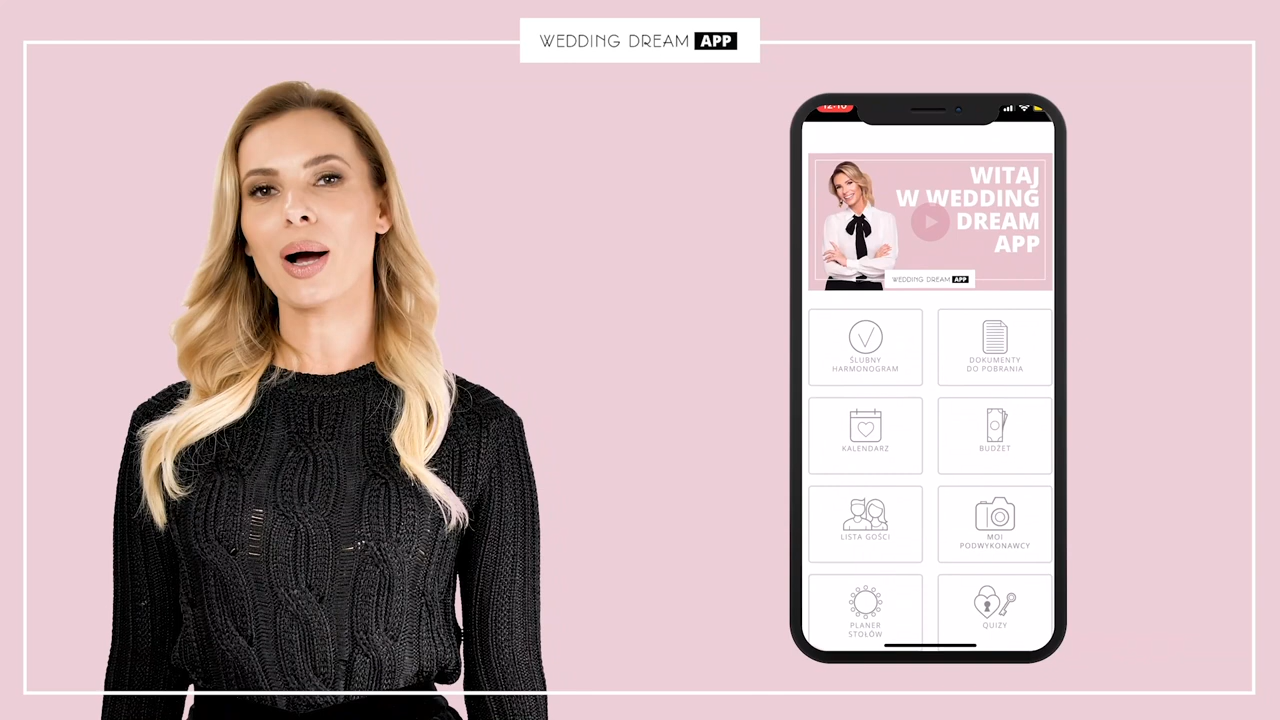 WEDDING DREAM APP
WITAJ
W WEDDING
DREAM
APP
WEDDING DREAM APP
ŚLUBNY
HARMONOGRAM
DOKUMENTY
DO POBRANIA
KALENDARZ
BUDŻET
LISTA GOŚCI
MOI
PODWYKONAWCY
PLANER
STOŁÓW
QUIZY